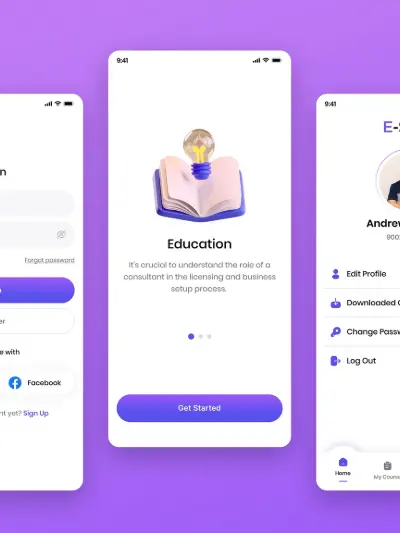 n
Forgot password
er
e with
Facebook
nt yet? Sign Up
9:41
Education
It's crucial to understand the role of a
consultant in the licensing and business
setup process.
Get Started
9:41
E-
Andrew
Edit Profile
Downloaded C
Change Passw
Log Out
Home
My Course